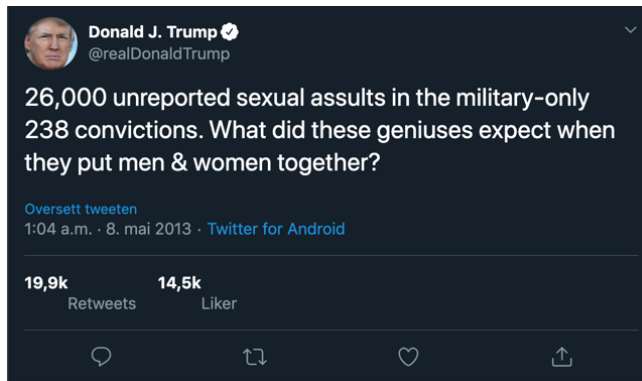 Donald J. Trump
@realDonaldTrump
26,000 unreported sexual assults in the military-only
238 convictions. What did these geniuses expect when
they put men & women together?
Oversett tweeten
1:04 a.m. · 8. mai 2013 · Twitter for Android
19,9k 14,5k
Retweets Liker